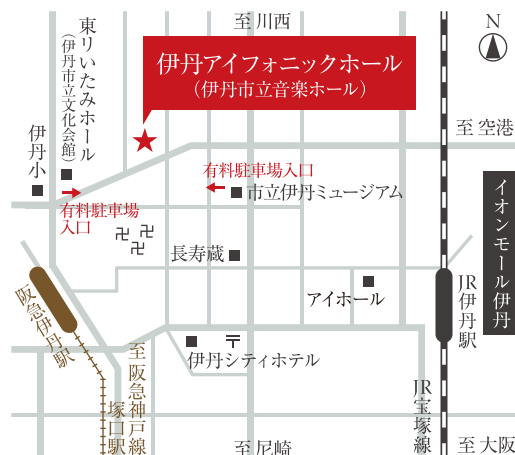 至 川西
N
東リいたみホール
（伊丹市立文化会館）
伊丹アイフォニックホール
（伊丹市立音楽ホール）
至 空港
伊丹小
有料駐車場入口
市立伊丹ミュージアム
有料駐車場
入口
イオンモール伊丹
長寿蔵
アイホール
JR伊丹駅
阪急伊丹駅
伊丹シティホテル
至 阪急神戸線
塚口駅
JR宝塚線
至 尼崎
至 大阪